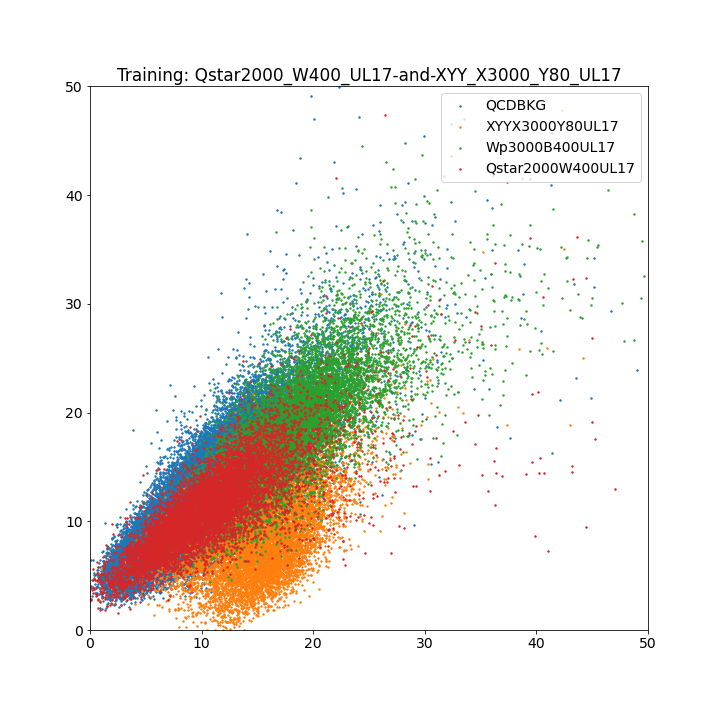 Training: Qstar2000_W400_UL17-and-XYY_X3000_Y80_UL17
QCDBKG
XYYX3000Y80UL17
Wp3000B400UL17
Qstar2000W400UL17
50
40
30
20
10
0
0 10 20 30 40 50